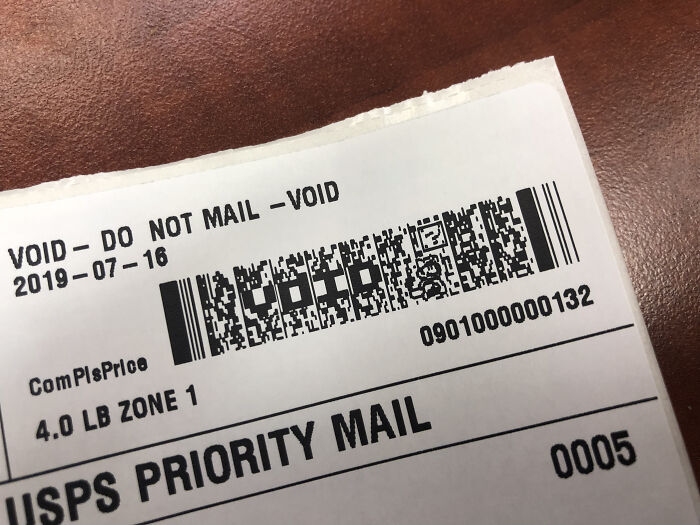 VOID - DO NOT MAIL -VOID
2019-07-16
VOID
0901000000132
ComPlsPrice
4.0 LB ZONE 1
USPS PRIORITY MAIL
0005